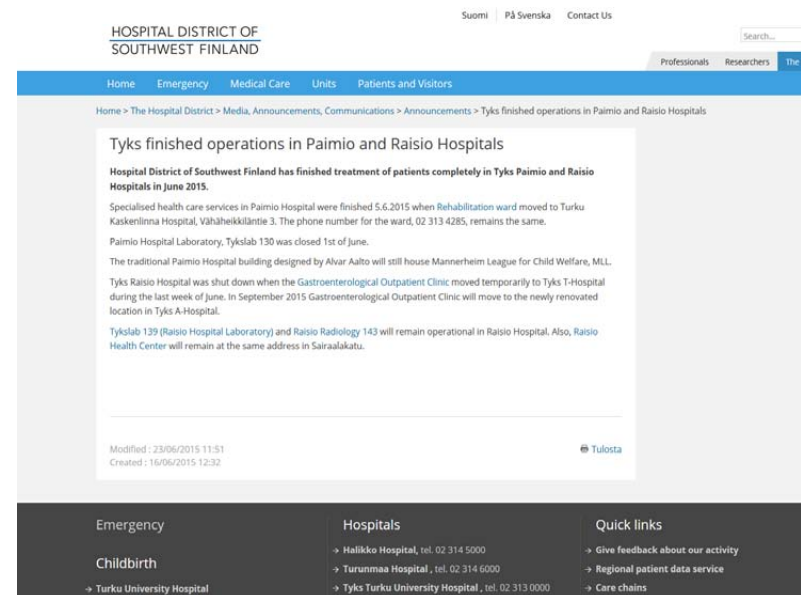 Suomi På Svenska Contact Us
HOSPITAL DISTRICT OF
SOUTHWEST FINLAND
Search...
Professionals Researchers The
Home Emergency Medical Care Units Patients and Visitors
Home > The Hospital District > Media, Announcements, Communications > Announcements > Tyks finished operations in Paimio and Raisio Hospitals
Tyks finished operations in Paimio and Raisio Hospitals
Hospital District of Southwest Finland has finished treatment of patients completely in Tyks Paimio and Raisio
Hospitals in June 2015.
Specialised health care services in Paimio Hospital were finished 5.6.2015 when Rehabilitation ward moved to Turku
Kaskenlinna Hospital, Vähäheikkiläntie 3. The phone number for the ward, 02 313 4285, remains the same.
Paimio Hospital Laboratory, Tykslab 130 was closed 1st of June.
The traditional Paimio Hospital building designed by Alvar Aalto will still house Mannerheim League for Child Welfare, MLL.
Tyks Raisio Hospital was shut down when the Gastroenterological Outpatient Clinic moved temporarily to Tyks T-Hospital
during the last week of June. In September 2015 Gastroenterological Outpatient Clinic will move to the newly renovated
location in Tyks A-Hospital.
Tykslab 139 (Raisio Hospital Laboratory) and Raisio Radiology 143 will remain operational in Raisio Hospital. Also, Raisio
Health Center will remain at the same address in Sairaalakatu.
Modified : 23/06/2015 11:51
Created : 16/06/2015 12:32
Tulosta
Emergency
Childbirth
→ Turku University Hospital
Hospitals
→ Halikko Hospital, tel. 02 314 5000
→ Turunmaa Hospital , tel. 02 314 6000
→ Tyks Turku University Hospital , tel. 02 313 0000
Quick links
→ Give feedback about our activity
→ Regional patient data service
→ Care chains